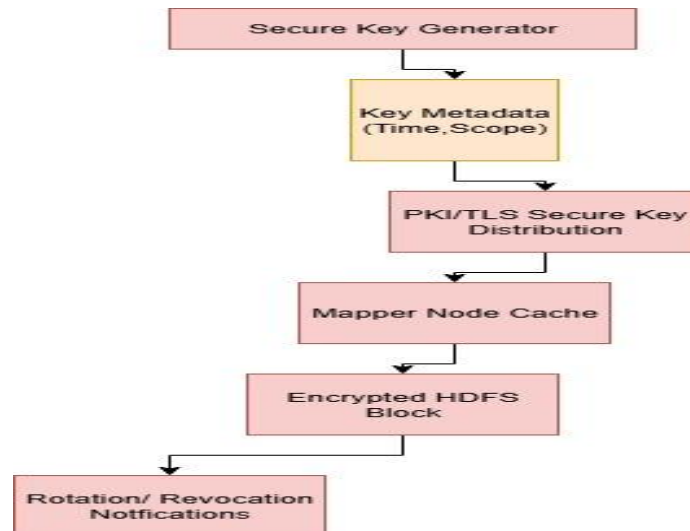 Secure Key Generator
Key Metadata
(Time,Scope)
PKI/TLS Secure Key
Distribution
Mapper Node Cache
Encrypted HDFS
Block
Rotation/ Revocation
Notfications